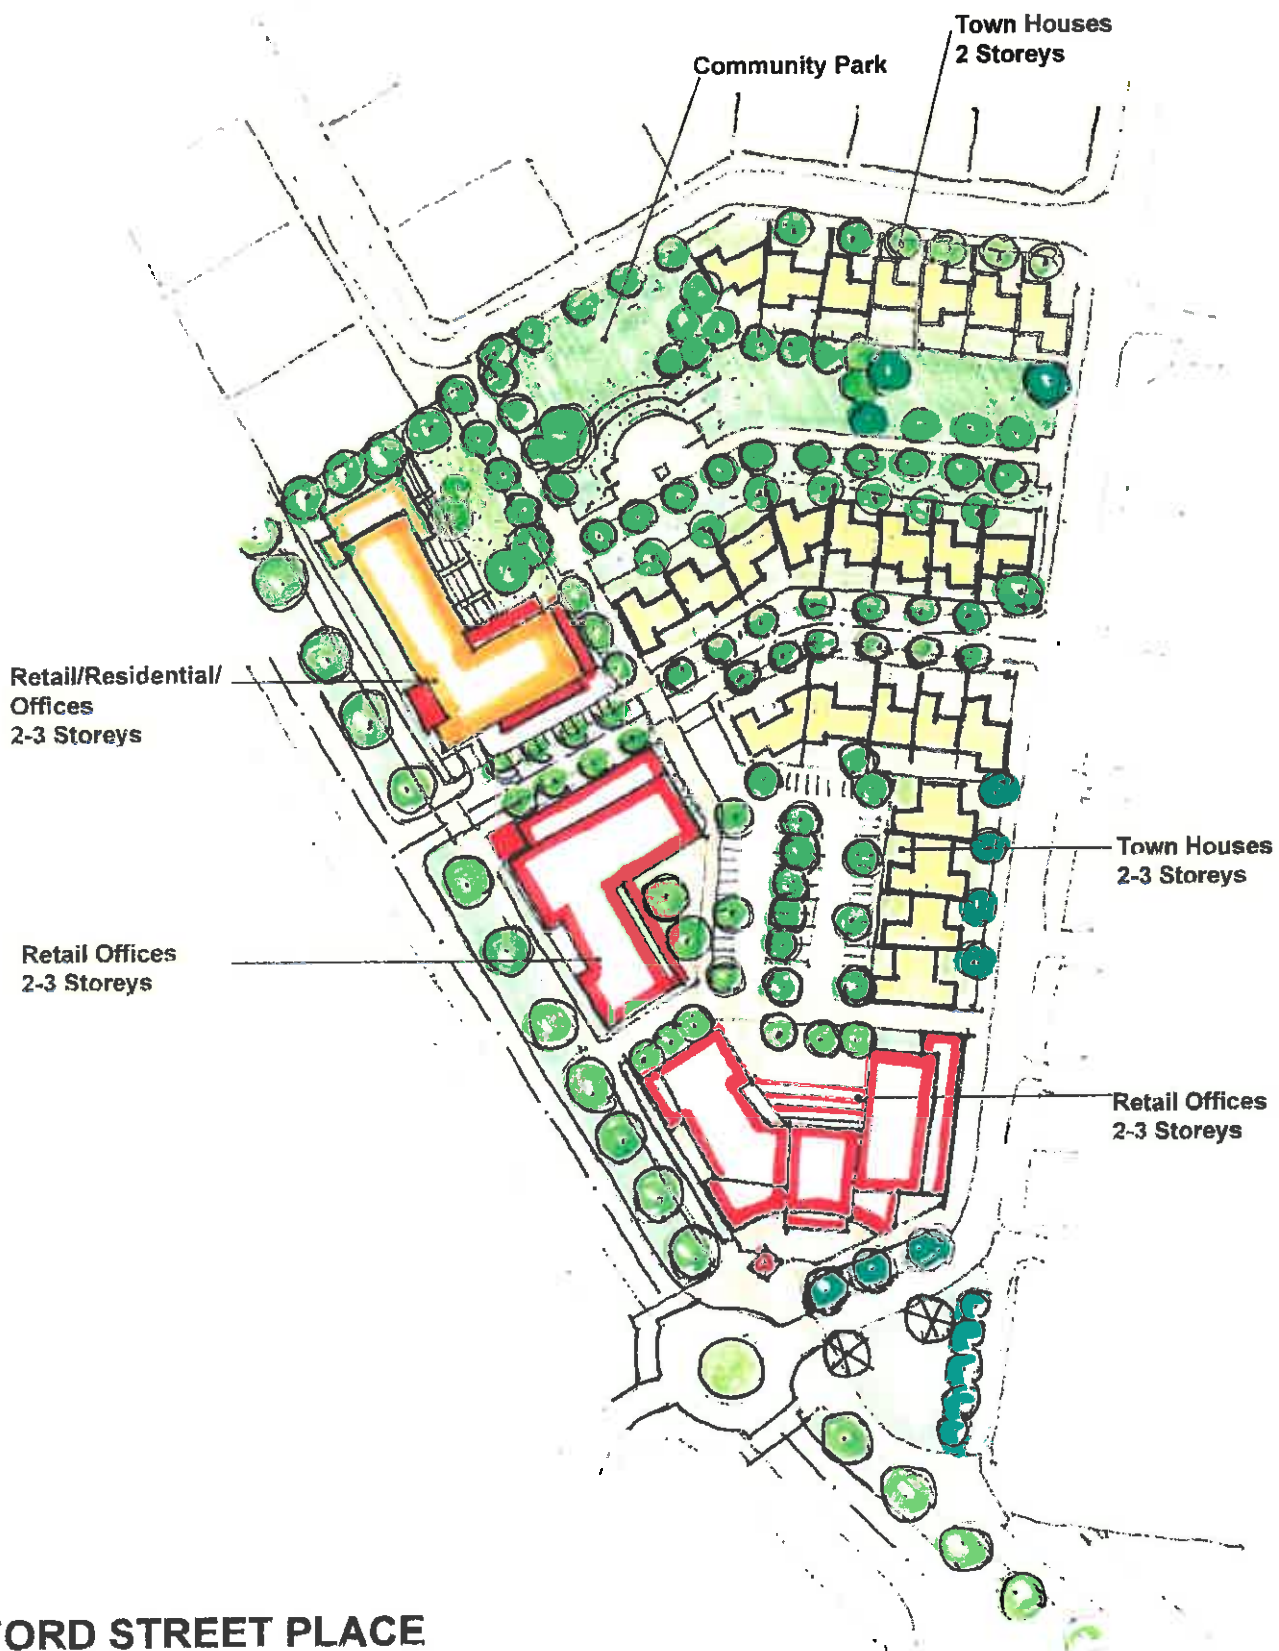 Town Houses
2 Storeys
Community Park
Retail/Residential/
Offices
2-3 Storeys
Town Houses
2-3 Storeys
Retail Offices
2-3 Storeys
Retail Offices
2-3 Storeys
ORD STREET PLACE